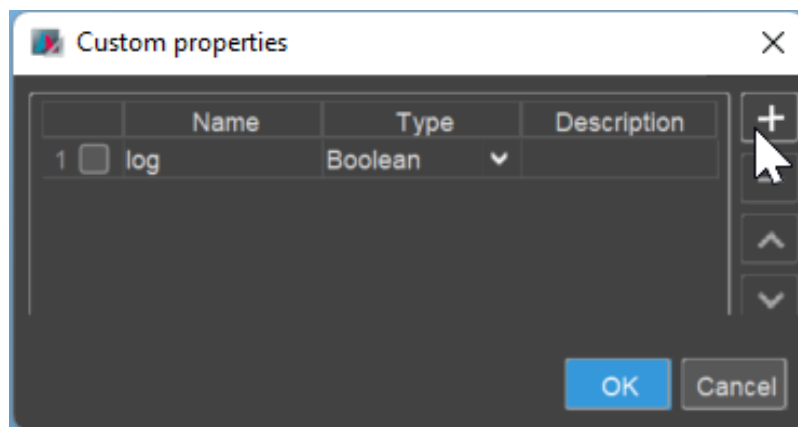 Custom properties
Name Type Description
1 log Boolean
OK Cancel